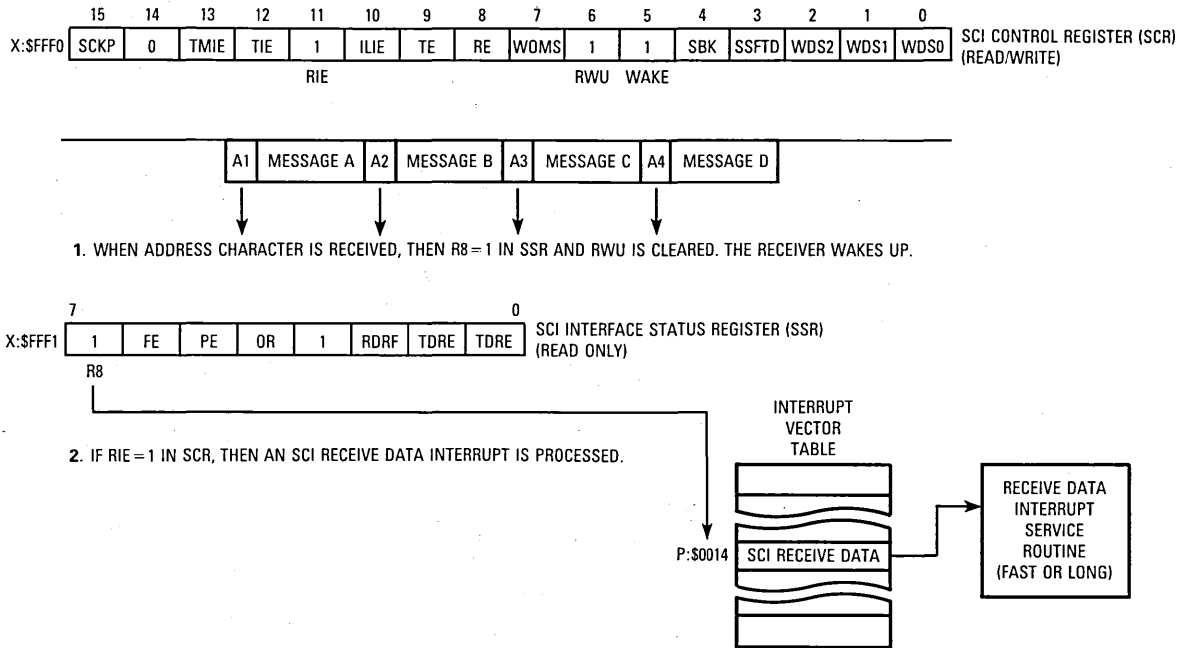 15 14 13 12 11 10 9 8 7 6 5 4 3 2 1 0
X:$FFF0 SCKP 0 TMIE TIE 1 ILIE TE RE WOMS 1 1 SBK SSFTD WDS2 WDS1 WDS0 SCI CONTROL REGISTER (SCR)
(READ/WRITE)
RIE RWU WAKE
A1 MESSAGE A A2 MESSAGE B A3 MESSAGE C A4 MESSAGE D
1. WHEN ADDRESS CHARACTER IS RECEIVED, THEN R8=1 IN SSR AND RWU IS CLEARED. THE RECEIVER WAKES UP.
7 0
X:$FFF1 1 FE PE OR 1 RDRF TDRE TDRE SCI INTERFACE STATUS REGISTER (SSR)
(READ ONLY)
R8
2. IF RIE=1 IN SCR, THEN AN SCI RECEIVE DATA INTERRUPT IS PROCESSED.
INTERRUPT
VECTOR
TABLE
P:$0014 SCI RECEIVE DATA
RECEIVE DATA
INTERRUPT
SERVICE
ROUTINE
(FAST OR LONG)